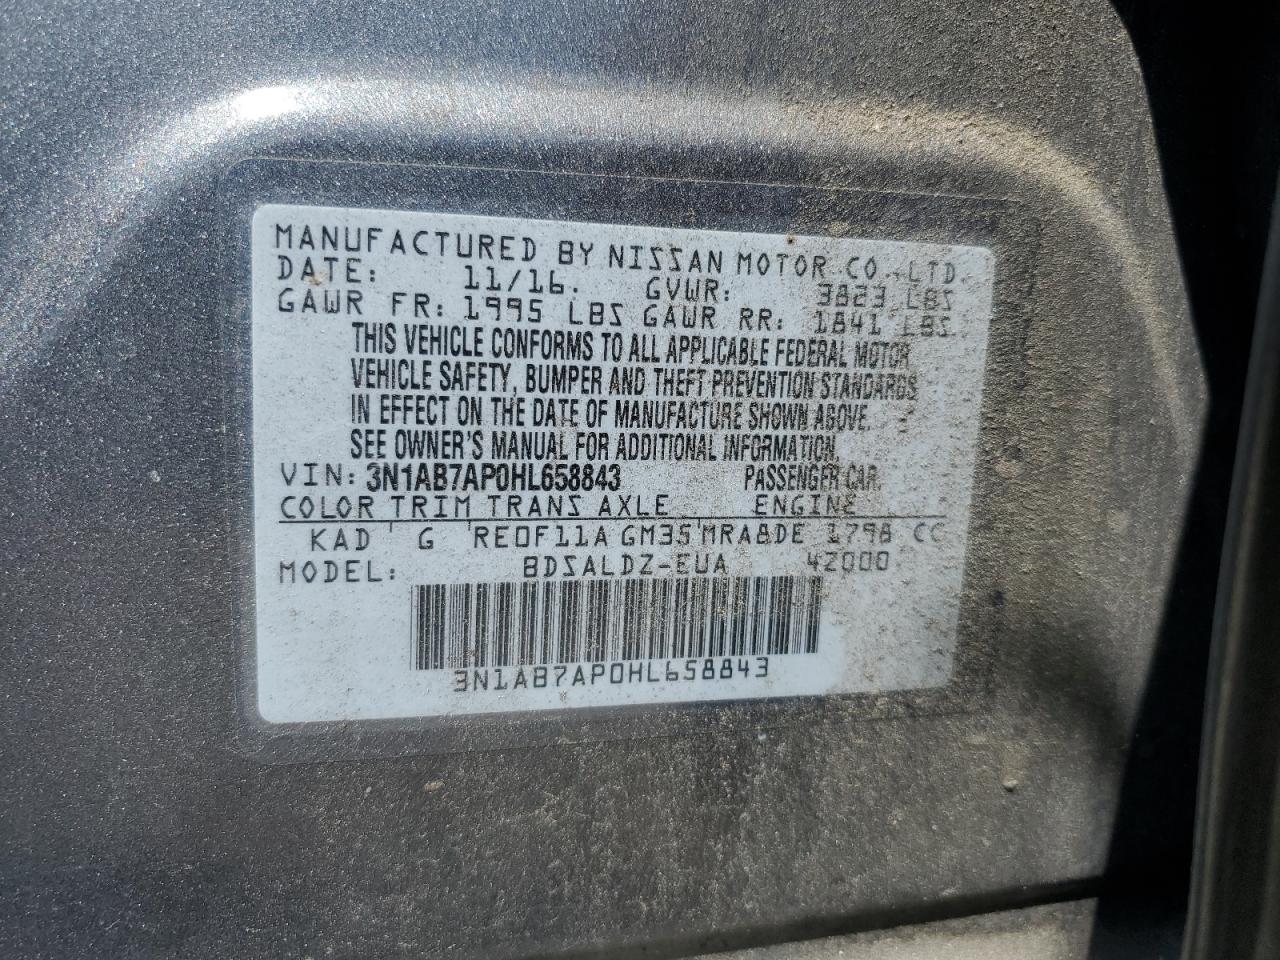 MANUFACTURED BY NISSAN MOTOR CO., LTD.
DATE: 11/16. GVWR: 3823 LBS
GAWR FR: 1995 LBS GAWR RR: 1841 LBS.
THIS VEHICLE CONFORMS TO ALL APPLICABLE FEDERAL MOTOR
VEHICLE SAFETY, BUMPER AND THEFT PREVENTION STANDARDS
IN EFFECT ON THE DATE OF MANUFACTURE SHOWN ABOVE.
SEE OWNER'S MANUAL FOR ADDITIONAL INFORMATION.
VIN: 3N1AB7AP0HL658843 PASSENGER CAR.
COLOR TRIM TRANS AXLE ENGINE
KAD G RE0F11A GM35 MRA8DE 1798 CC
MODEL: BDSALDZ-EUA 42000
3N1AB7AP0HL658843